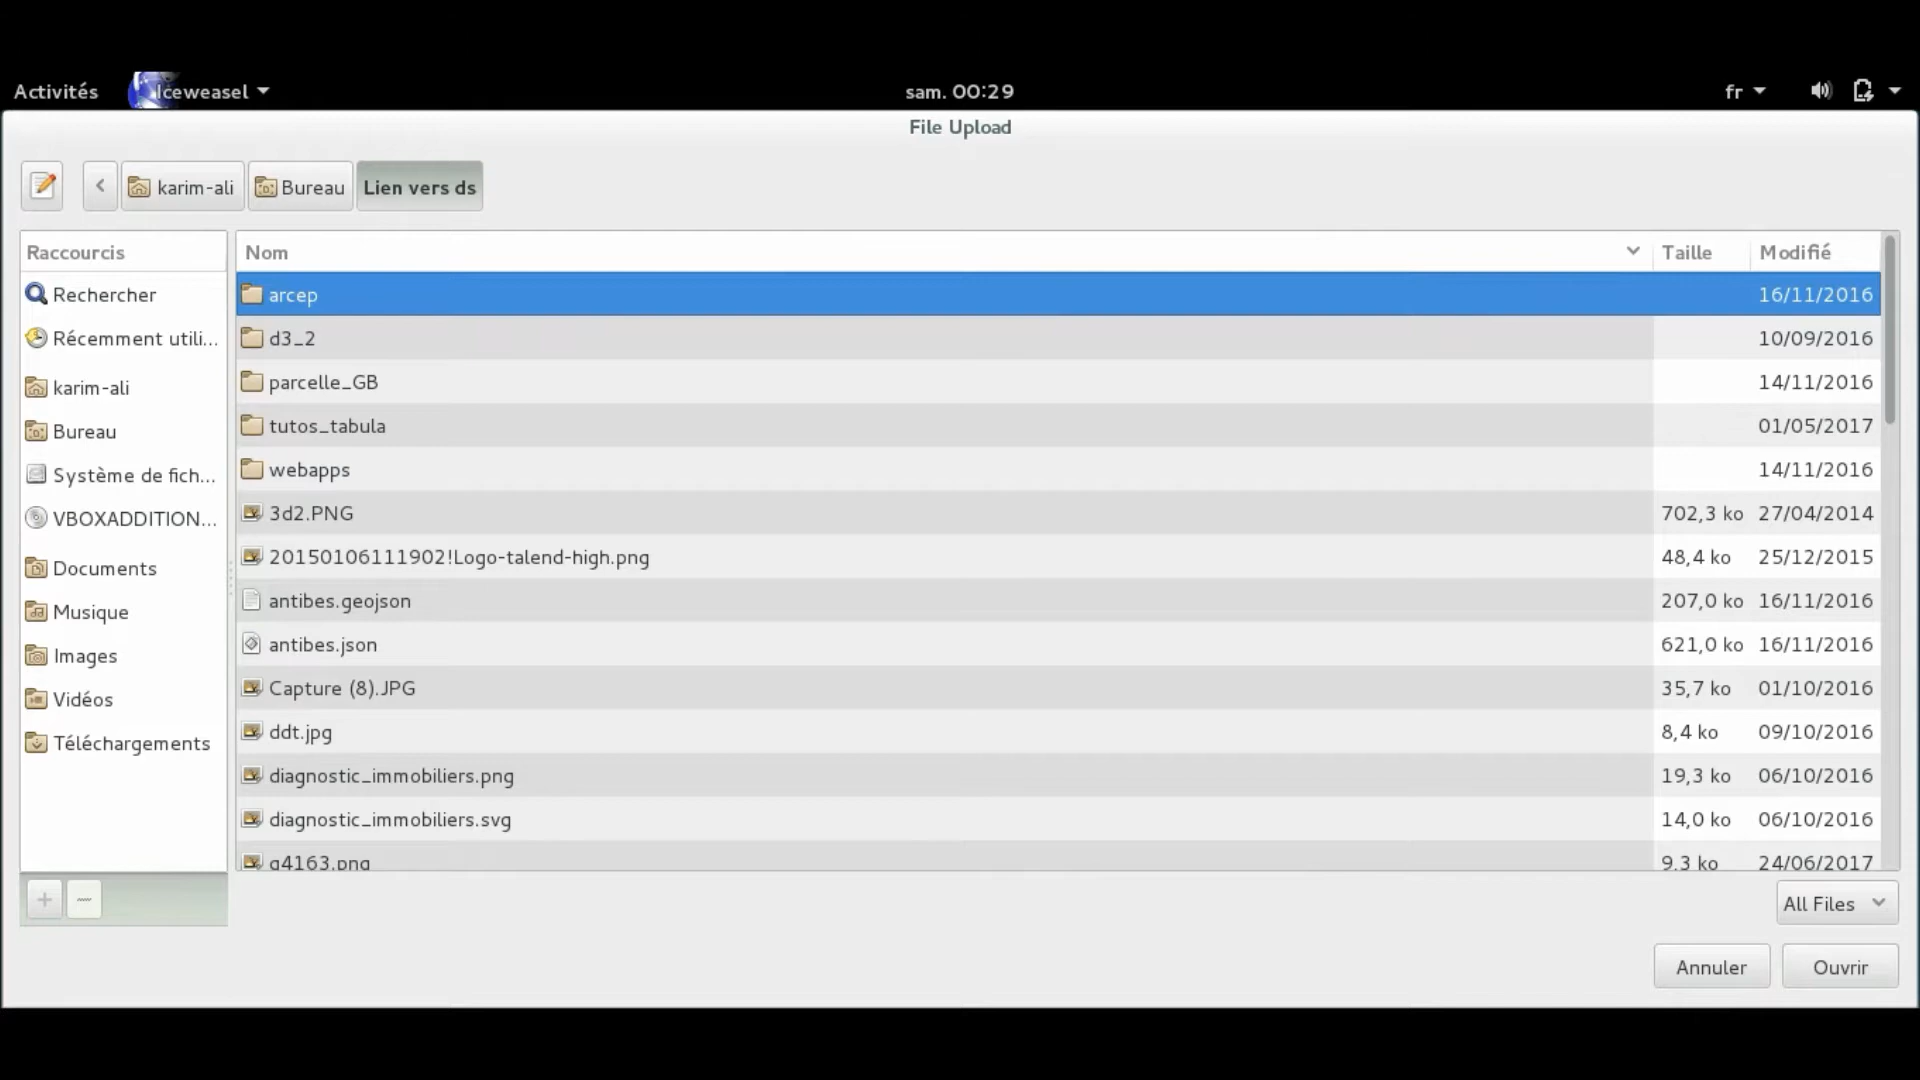 Activités Iceweasel sam. 00:29 fr
File Upload
karim-ali Bureau Lien vers ds
Raccourcis
Rechercher
Récemment utili...
karim-ali
Bureau
Système de fich...
VBOXADDITION...
Documents
Musique
Images
Vidéos
Téléchargements
Nom Taille Modifié
arcep 16/11/2016
d3_2 10/09/2016
parcelle_GB 14/11/2016
tutos_tabula 01/05/2017
webapps 14/11/2016
3d2.PNG 702,3 ko 27/04/2014
20150106111902!Logo-talend-high.png 48,4 ko 25/12/2015
antibes.geojson 207,0 ko 16/11/2016
antibes.json 621,0 ko 16/11/2016
Capture (8).JPG 35,7 ko 01/10/2016
ddt.jpg 8,4 ko 09/10/2016
diagnostic_immobiliers.png 19,3 ko 06/10/2016
diagnostic_immobiliers.svg 14,0 ko 06/10/2016
g4163.png 9,3 ko 24/06/2017
All Files
Annuler Ouvrir